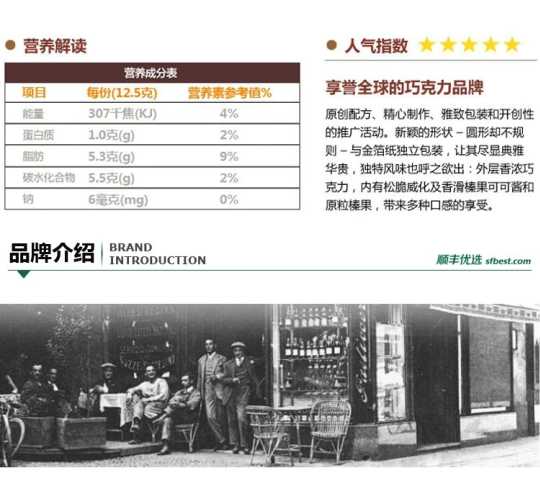 营养解读
营养成分表
项目 每份(12.5克) 营养素参考值%
能量 307千焦(KJ) 4%
蛋白质 1.0克(g) 2%
脂肪 5.3克(g) 9%
碳水化合物 5.5克(g) 2%
钠 6毫克(mg) 0%
人气指数
享誉全球的巧克力品牌
原创配方、精心制作、雅致包装和开创性
的推广活动。新颖的形状－圆形却不规
则－与金箔纸独立包装，让其尽显典雅
华贵，独特风味也呼之欲出：外层香浓巧
克力，内有松脆威化及香滑榛果可可酱和
原粒榛果，带来多种口感的享受。
品牌介绍
BRAND
INTRODUCTION
顺丰优选 sfbest.com